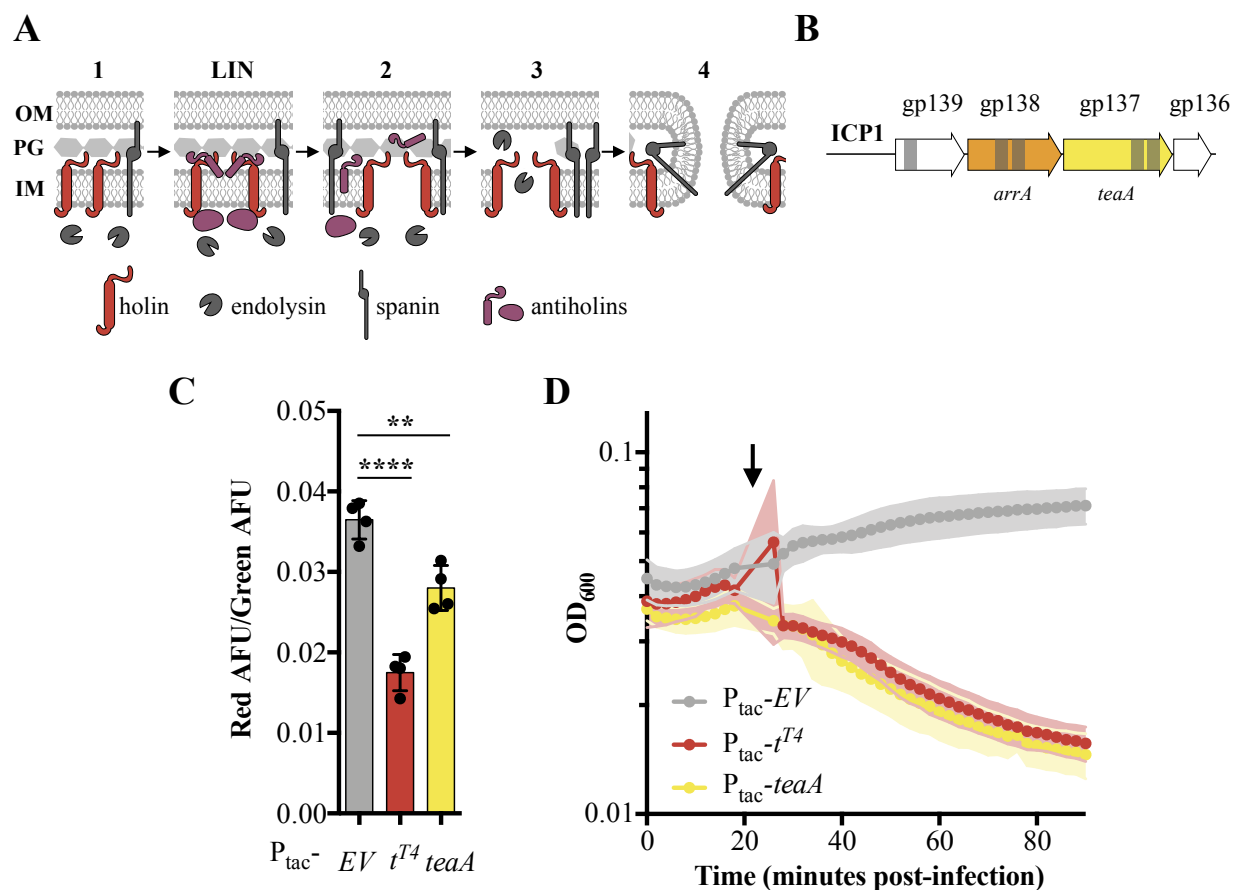 A
1 LIN 2 3 4
OM
PG
IM
holin endolysin spanin antiholins
B
gp139 gp138 gp137 gp136
ICP1
arrA teaA
C
Red AFU/Green AFU
0.05
0.04
0.03
0.02
0.01
0.00
**
****
Ptac- EV tT4 teaA
D
OD600
0.1
0.01
Ptac-EV
Ptac-tT4
Ptac-teaA
0 20 40 60 80
Time (minutes post-infection)